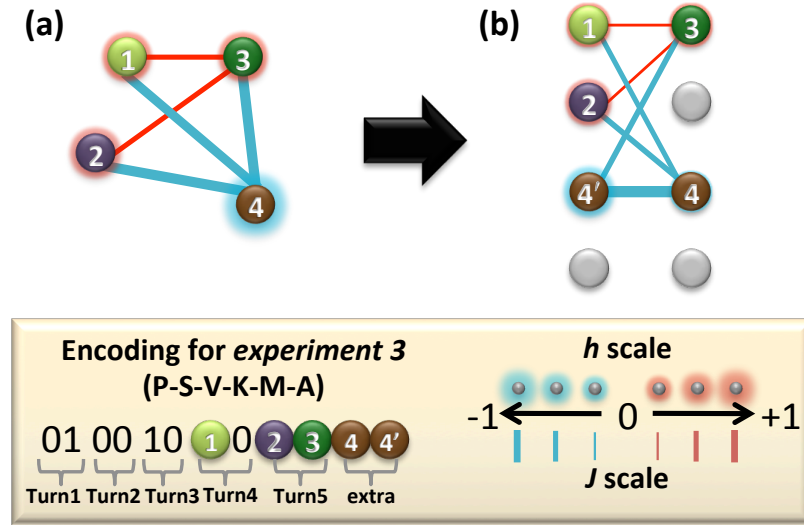 (a)
(b)
1
3
2
4
1
3
2
4'
4
Encoding for experiment 3
(P-S-V-K-M-A)
01 00 10 1 0 2 3 4 4'
Turn1 Turn2 Turn3 Turn4 Turn5 extra
h scale
-1 0 +1
J scale